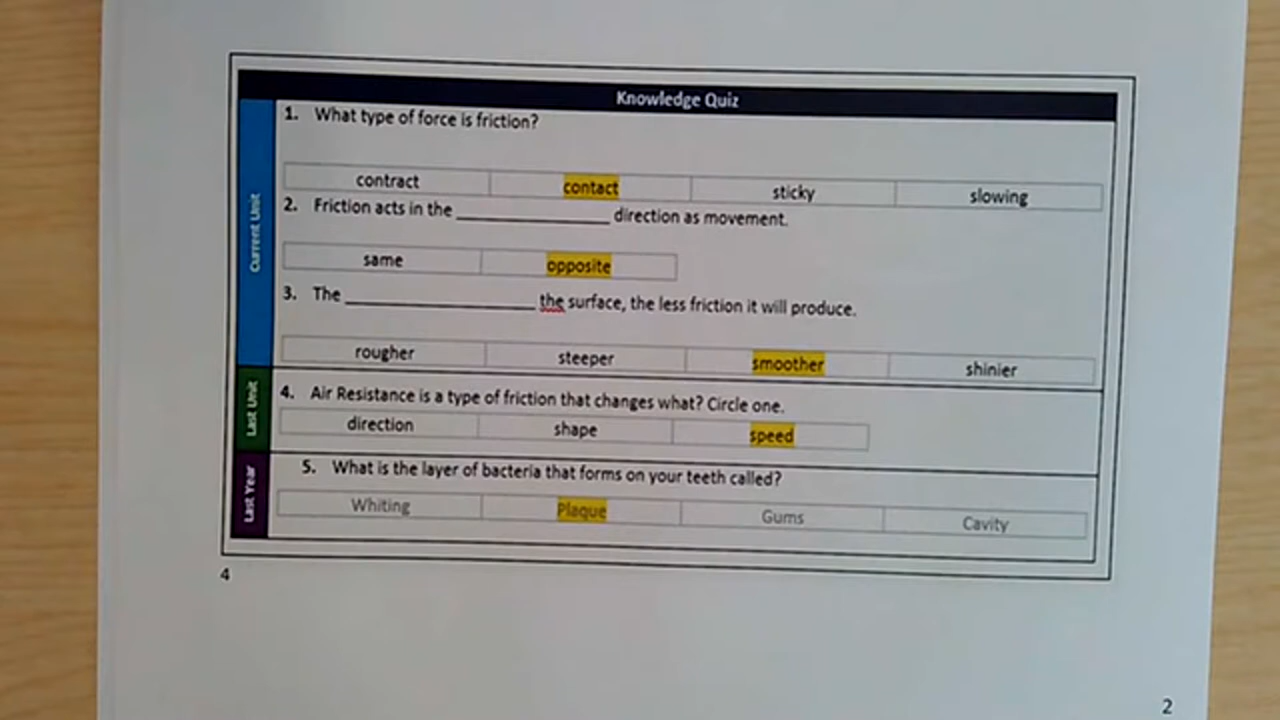 Knowledge Quiz
Current Unit
1. What type of force is friction?
contract contact sticky slowing
2. Friction acts in the ____________ direction as movement.
same opposite
3. The ____________ the surface, the less friction it will produce.
rougher steeper smoother shinier
Last Unit
4. Air Resistance is a type of friction that changes what? Circle one.
direction shape speed
Last Year
5. What is the layer of bacteria that forms on your teeth called?
Whiting Plaque Gums Cavity
4
2